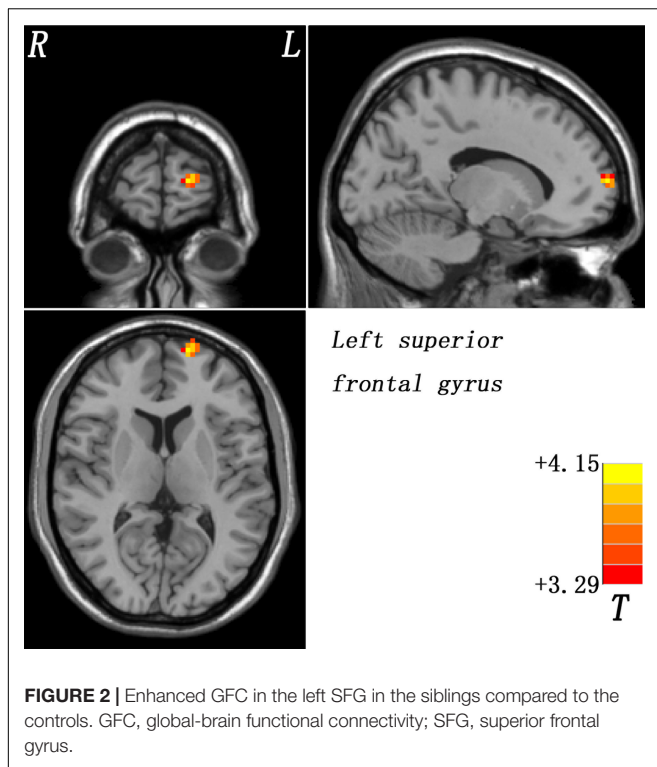 R
L
Left superior
frontal gyrus
+4.15
+3.29
T
FIGURE 2 | Enhanced GFC in the left SFG in the siblings compared to the
controls. GFC, global-brain functional connectivity; SFG, superior frontal
gyrus.